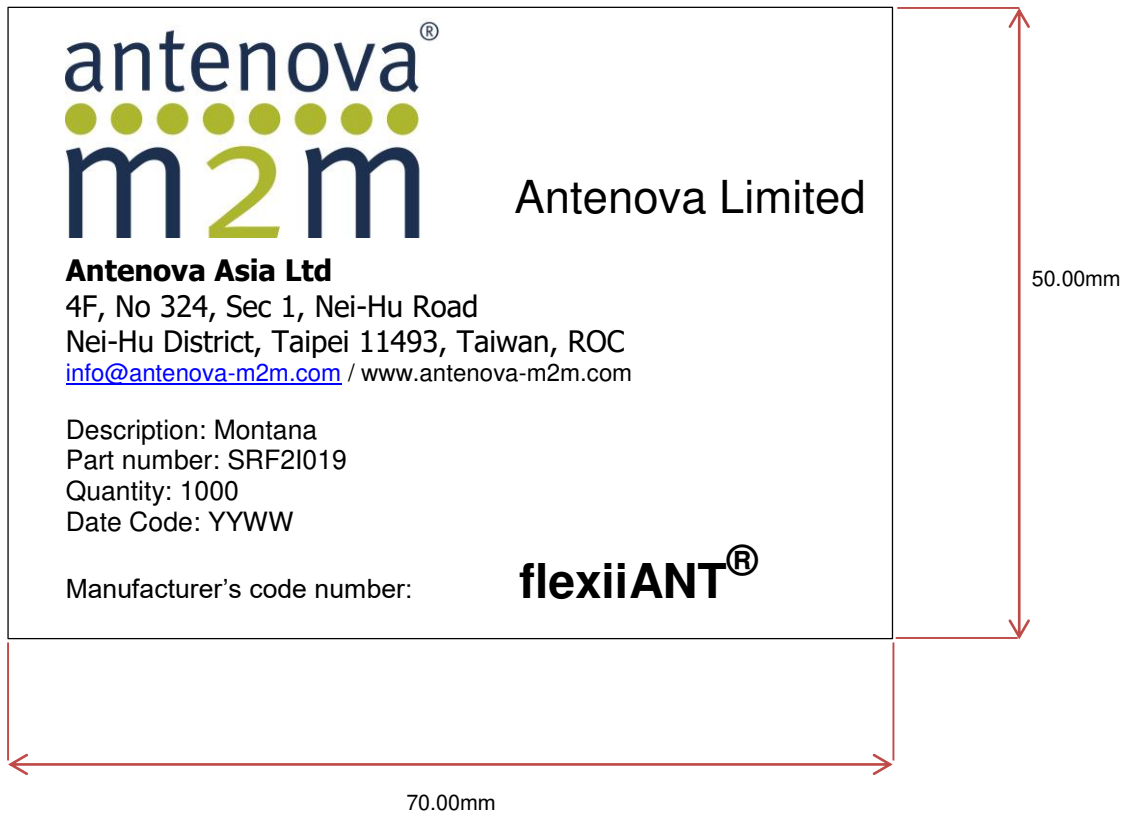 antenova®
m2m
Antenova Limited
Antenova Asia Ltd
4F, No 324, Sec 1, Nei-Hu Road
Nei-Hu District, Taipei 11493, Taiwan, ROC
info@antenova-m2m.com / www.antenova-m2m.com
Description: Montana
Part number: SRF2I019
Quantity: 1000
Date Code: YYWW
Manufacturer’s code number: flexiiANT®
50.00mm
70.00mm